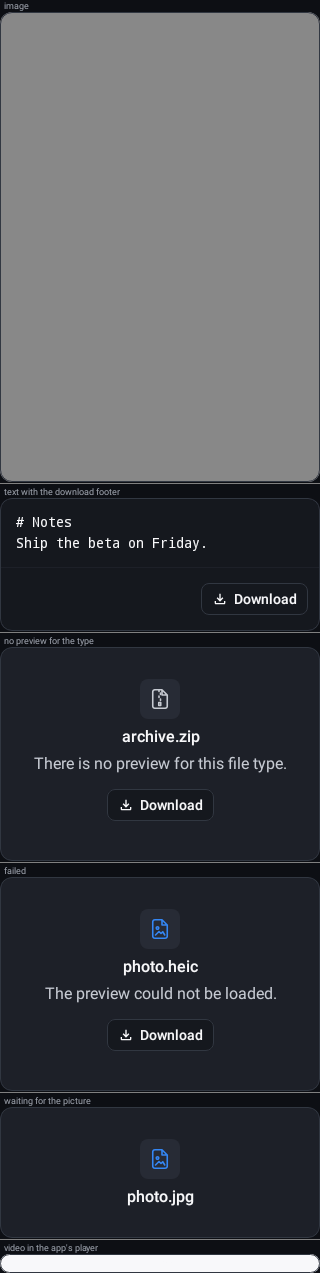 image
text with the download footer
# Notes
Ship the beta on Friday.
Download
no preview for the type
archive.zip
There is no preview for this file type.
Download
failed
photo.heic
The preview could not be loaded.
Download
waiting for the picture
photo.jpg
video in the app's player